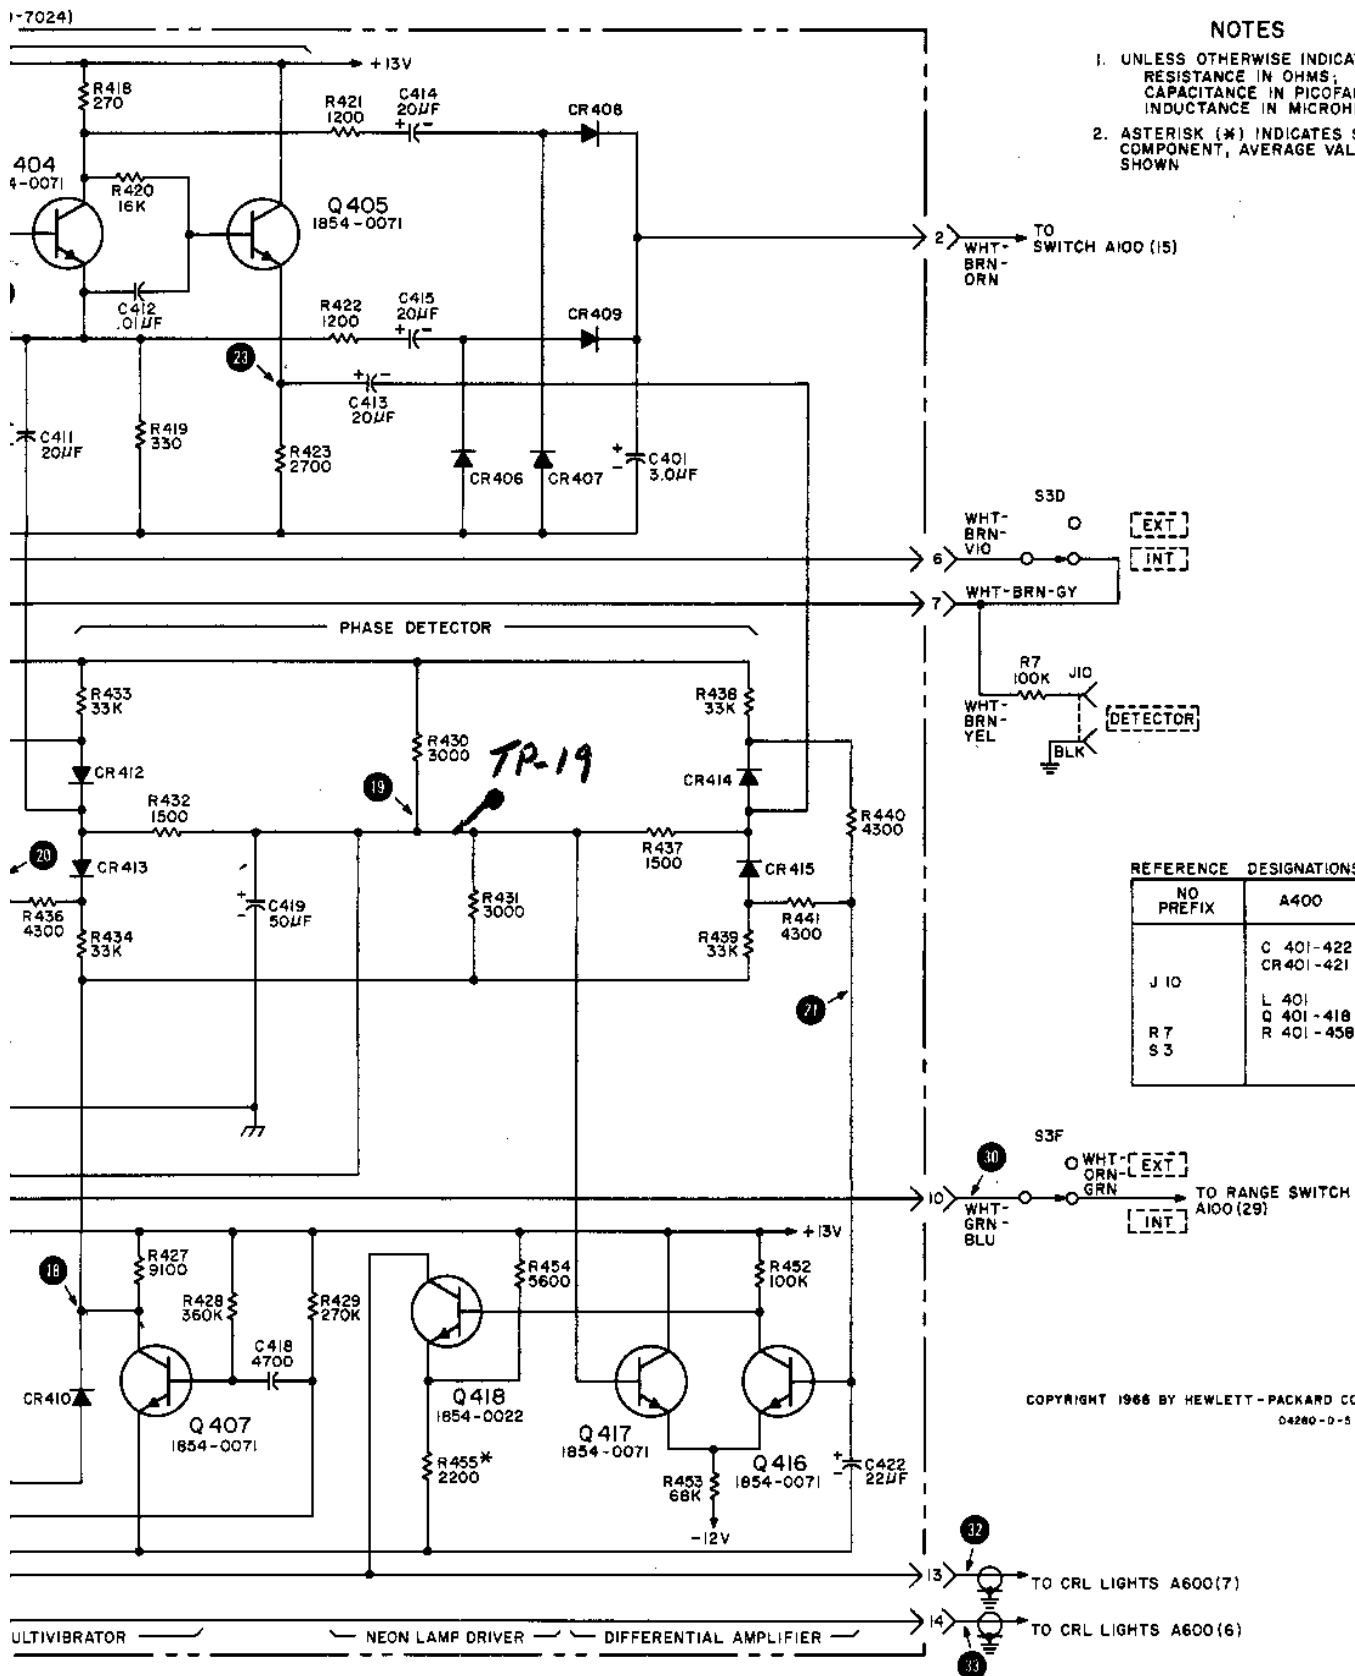 )-7024)
NOTES
1. UNLESS OTHERWISE INDICA
RESISTANCE IN OHMS;
CAPACITANCE IN PICOFA
INDUCTANCE IN MICROH
2. ASTERISK (*) INDICATES
COMPONENT, AVERAGE VAL
SHOWN
+13V
R418
270
R421
1200
C414
20μF
CR408
404
4-0071
R420
16K
Q405
1854-0071
2
TO
SWITCH A100 (15)
WHT-
BRN-
ORN
C412
.01μF
R422
1200
C415
20μF
CR409
23
C413
20μF
C411
20μF
R419
330
R423
2700
CR406
CR407
+
-
C401
3.0μF
S3D
WHT-
BRN-
VIO
EXT
6
INT
7
WHT-BRN-GY
PHASE DETECTOR
R433
33K
R430
3000
TP-19
R438
33K
R7
100K
J10
WHT-
BRN-
YEL
DETECTOR
BLK
CR412
R432
1500
19
CR414
R440
4300
20
CR413
R437
1500
CR415
R436
4300
R434
33K
+
-
C419
50μF
R431
3000
R441
4300
R439
33K
21
REFERENCE DESIGNATIONS
NO
PREFIX
A400
C 401-422
CR401-421
J 10
L 401
Q 401-418
R 7
R 401-458
S 3
S3F
30
WHT-
ORN-
GRN
EXT
10
WHT-
GRN-
BLU
INT
TO RANGE SWITCH
A100(29)
+13V
18
R427
9100
R428
360K
R429
270K
R454
5600
R452
100K
C418
4700
CR410
Q407
1854-0071
Q418
1854-0022
Q417
1854-0071
Q416
1854-0071
R455*
2200
R453
68K
-12V
+
-
C422
22μF
COPYRIGHT 1966 BY HEWLETT-PACKARD CO
04260-D-5
32
13
TO CRL LIGHTS A600(7)
14
TO CRL LIGHTS A600(6)
33
ULTIVIBRATOR
NEON LAMP DRIVER
DIFFERENTIAL AMPLIFIER